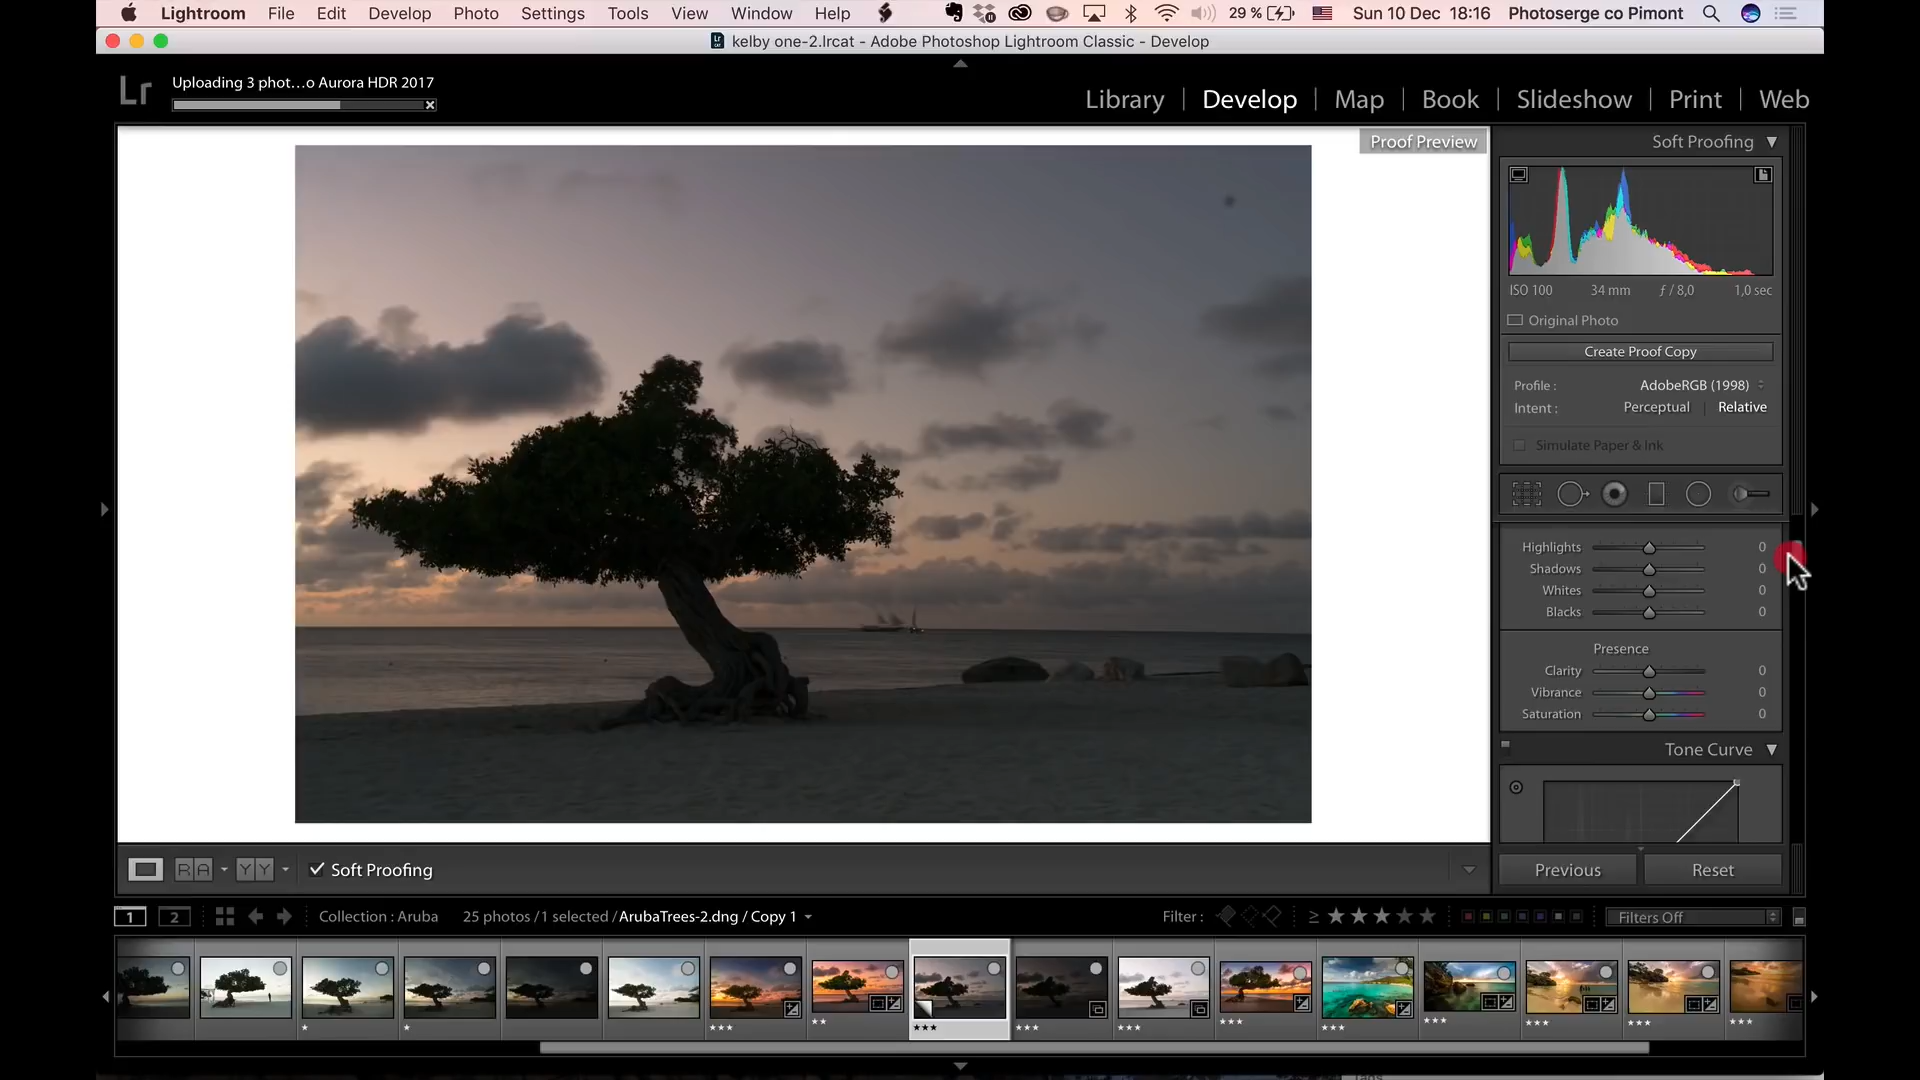 Lightroom File Edit Develop Photo Settings Tools View Window Help 29 % Sun 10 Dec 18:16 Photoserge co Pimont
kelby one-2.lrcat - Adobe Photoshop Lightroom Classic - Develop
Lr Uploading 3 phot…o Aurora HDR 2017
Library | Develop | Map | Book | Slideshow | Print | Web
Proof Preview
Soft Proofing
ISO 100 34 mm ƒ / 8,0 1,0 sec
Original Photo
Create Proof Copy
Profile : AdobeRGB (1998)
Intent : Perceptual | Relative
Simulate Paper & Ink
Highlights 0
Shadows 0
Whites 0
Blacks 0
Presence
Clarity 0
Vibrance 0
Saturation 0
Tone Curve
R A Y Y Soft Proofing
Previous Reset
1 2 Collection : Aruba 25 photos / 1 selected / ArubaTrees-2.dng / Copy 1 Filter : ≥ ★★★★★ Filters Off